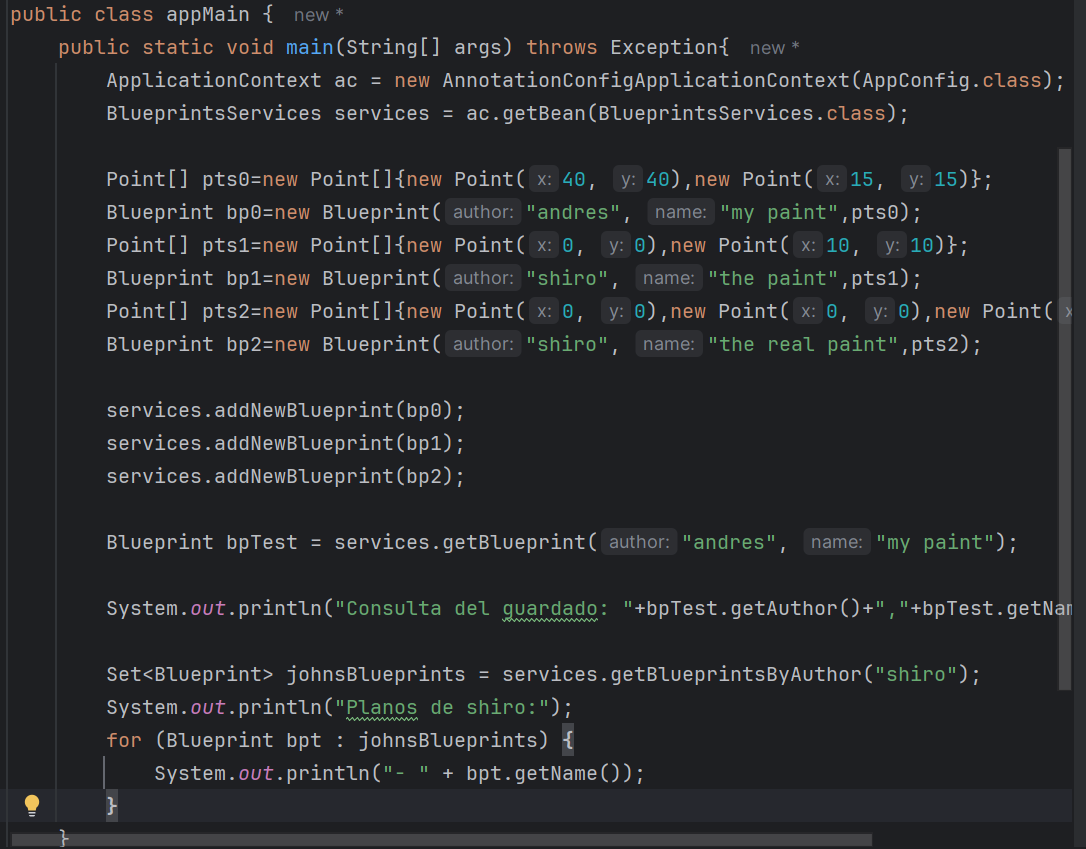 public class appMain {  new *
    public static void main(String[] args) throws Exception{  new *
        ApplicationContext ac = new AnnotationConfigApplicationContext(AppConfig.class);
        BlueprintsServices services = ac.getBean(BlueprintsServices.class);

        Point[] pts0=new Point[]{new Point( x: 40,  y: 40),new Point( x: 15,  y: 15)};
        Blueprint bp0=new Blueprint( author: "andres",  name: "my paint",pts0);
        Point[] pts1=new Point[]{new Point( x: 0,  y: 0),new Point( x: 10,  y: 10)};
        Blueprint bp1=new Blueprint( author: "shiro",  name: "the paint",pts1);
        Point[] pts2=new Point[]{new Point( x: 0,  y: 0),new Point( x: 0,  y: 0),new Point( x
        Blueprint bp2=new Blueprint( author: "shiro",  name: "the real paint",pts2);

        services.addNewBlueprint(bp0);
        services.addNewBlueprint(bp1);
        services.addNewBlueprint(bp2);

        Blueprint bpTest = services.getBlueprint( author: "andres",  name: "my paint");

        System.out.println("Consulta del guardado: "+bpTest.getAuthor()+","+bpTest.getNam

        Set<Blueprint> johnsBlueprints = services.getBlueprintsByAuthor("shiro");
        System.out.println("Planos de shiro:");
        for (Blueprint bpt : johnsBlueprints) {
            System.out.println("- " + bpt.getName());
        }
    }